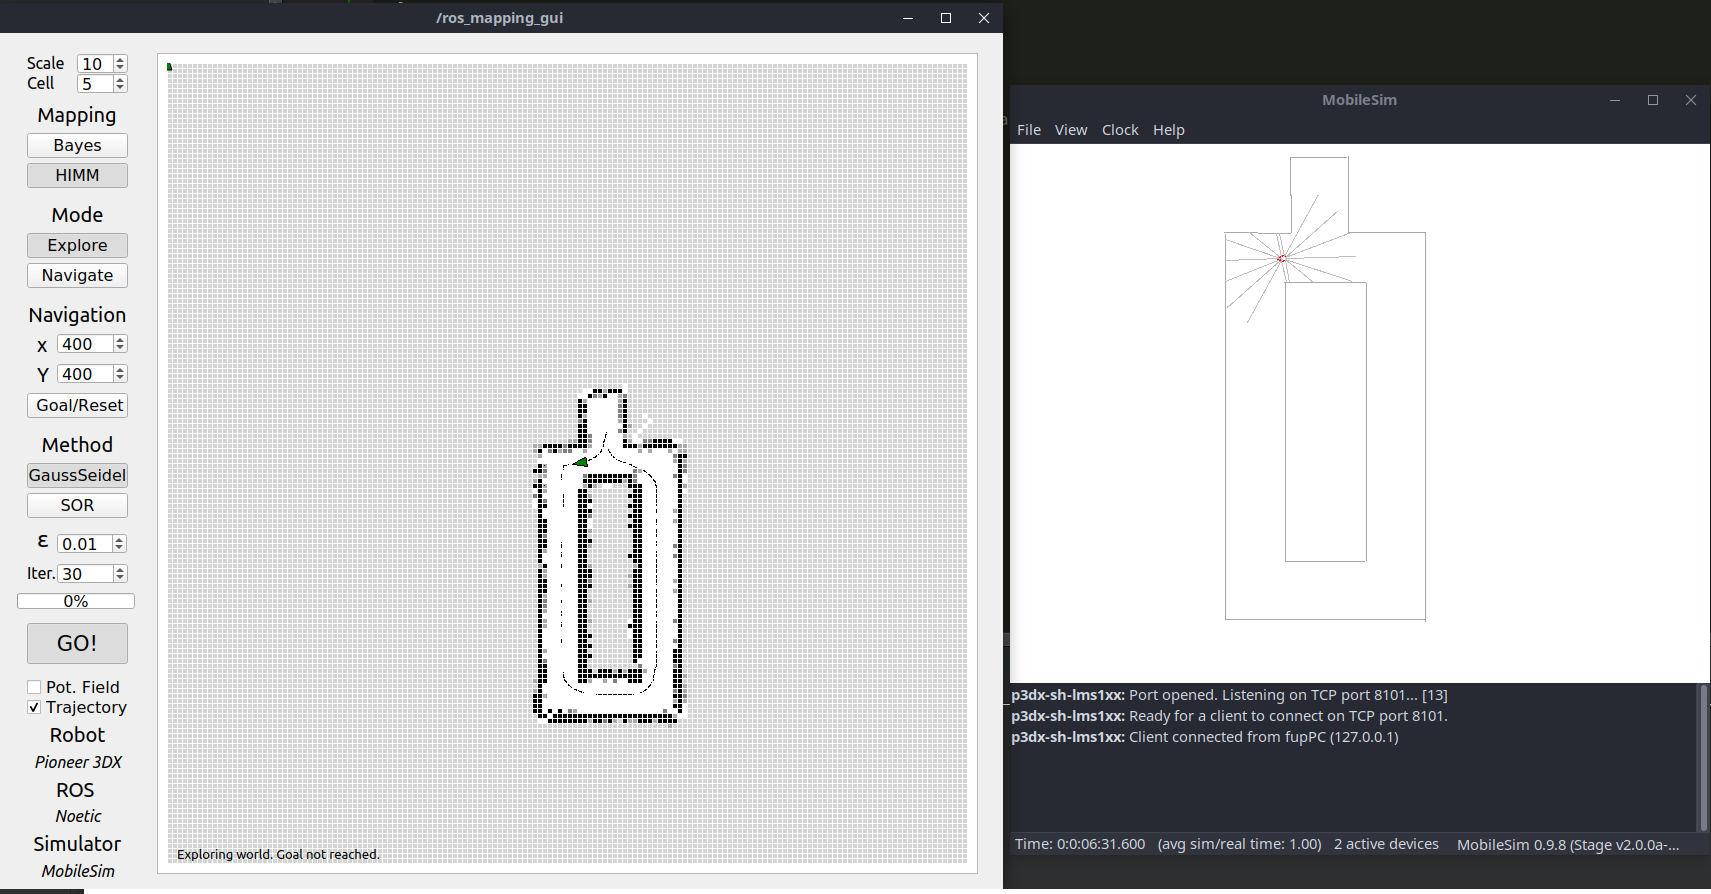 /ros_mapping_gui
Scale 10
Cell 5
Mapping
Bayes
HIMM
Mode
Explore
Navigate
Navigation
x 400
Y 400
Goal/Reset
Method
GaussSeidel
SOR
ε 0.01
Iter. 30
0%
GO!
Pot. Field
Trajectory
Robot
Pioneer 3DX
ROS
Noetic
Simulator
MobileSim
Exploring world. Goal not reached.
MobileSim
File View Clock Help
p3dx-sh-lms1xx: Port opened. Listening on TCP port 8101... [13]
p3dx-sh-lms1xx: Ready for a client to connect on TCP port 8101.
p3dx-sh-lms1xx: Client connected from fupPC (127.0.0.1)
Time: 0:0:06:31.600 (avg sim/real time: 1.00) 2 active devices MobileSim 0.9.8 (Stage v2.0.0a-...